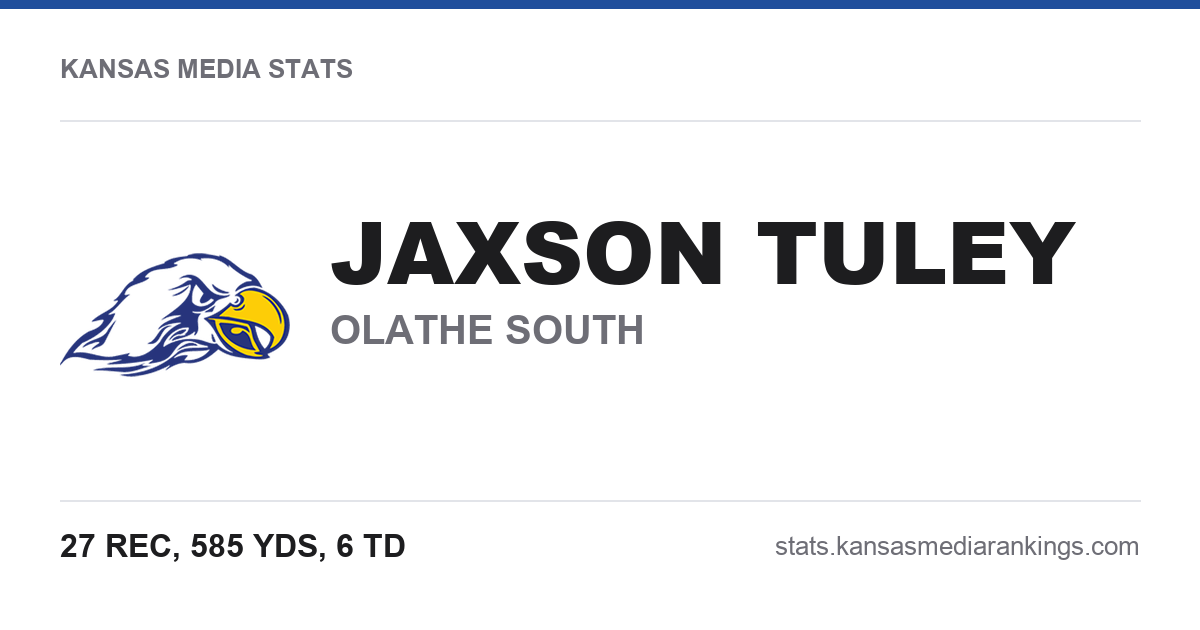 KANSAS MEDIA STATS
JAXSON TULEY
OLATHE SOUTH
27 REC, 585 YDS, 6 TD
stats.kansasmediarankings.com